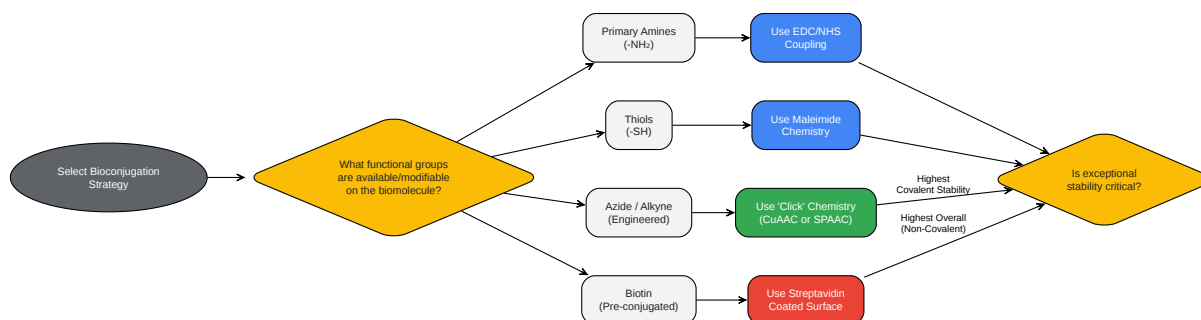 Select Bioconjugation
Strategy
What functional groups
are available/modifiable
on the biomolecule?
Primary Amines
(-NH₂)
Use EDC/NHS
Coupling
Thiols
(-SH)
Use Maleimide
Chemistry
Azide / Alkyne
(Engineered)
Use 'Click' Chemistry
(CuAAC or SPAAC)
Biotin
(Pre-conjugated)
Use Streptavidin
Coated Surface
Highest
Covalent Stability
Highest Overall
(Non-Covalent)
Is exceptional
stability critical?